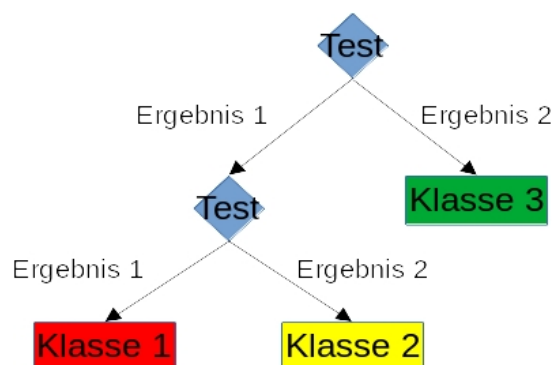 Test
Ergebnis 1
Ergebnis 2
Test
Klasse 3
Ergebnis 1
Ergebnis 2
Klasse 1
Klasse 2